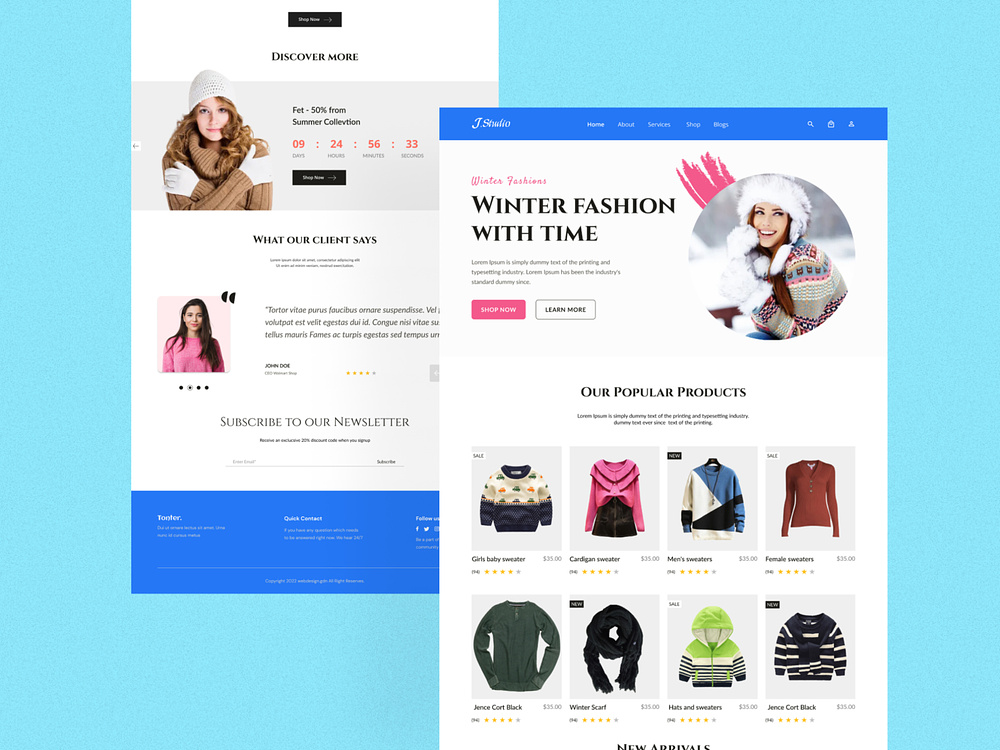 Shop Now
Discover more
Fet - 50% from
Summer Collevtion
09 : 24 : 56 : 33
DAYS HOURS MINUTES SECONDS
Shop Now
What our client says
Lorem ipsum dolor sit amet, consectetur adipiscing elit
Ut enim ad minim veniam, nostrud exercitation.
"Tortor vitae purus faucibus ornare suspendisse. Vel
volutpat est velit egestas dui id. Congue nisi vitae sus
tellus mauris Fames ac turpis egestas sed tempus urn
JOHN DOE
CEO Woman Shop
Subscribe to our Newsletter
Receive an exclucive 20% discount code when you signup
Enter Email* Subscribe
Tonter.
Dui ut ornare lectus sit amet. Urna
nunc id cursus metus
Quick Contact
If you have any question which needs
to be answered right now. We hear 24/7
Follow us
Be a part of
community
Copyright 2022 webdesign gdn All Right Reserves.
J.Studio
Home About Services Shop Blogs
Winter Fashions
Winter fashion
with time
Lorem Ipsum is simply dummy text of the printing and
typesetting industry. Lorem Ipsum has been the industry's
standard dummy since.
SHOP NOW LEARN MORE
Our Popular Products
Lorem Ipsum is simply dummy text of the printing and typesetting industry.
dummy text ever since text of the printing.
SALE NEW SALE
Girls baby sweater $35.00 Cardigan sweater $35.00 Men's sweaters $35.00 Female sweaters $35.00
(94) (94) (94) (94)
NEW SALE NEW
Jence Cort Black $35.00 Winter Scarf $35.00 Hats and sweaters $35.00 Jence Cort Black $35.00
(94) (94) (94) (94)
New Arrivals